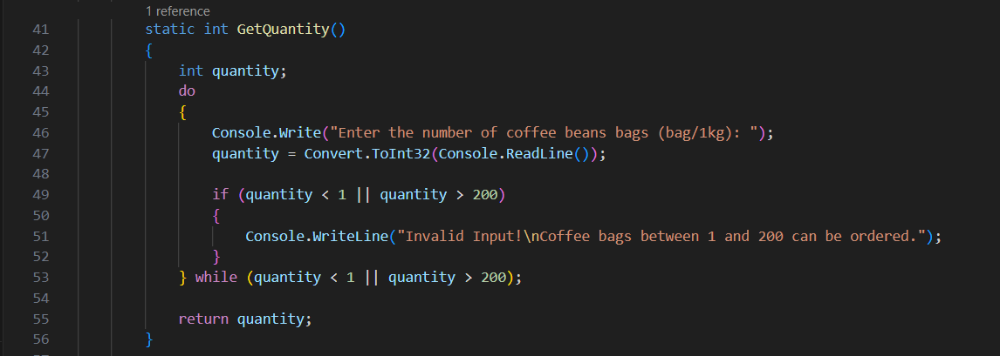 1 reference
41 static int GetQuantity()
42 {
43 int quantity;
44 do
45 {
46 Console.Write("Enter the number of coffee beans bags (bag/1kg): ");
47 quantity = Convert.ToInt32(Console.ReadLine());
48
49 if (quantity < 1 || quantity > 200)
50 {
51 Console.WriteLine("Invalid Input!\nCoffee bags between 1 and 200 can be ordered.");
52 }
53 } while (quantity < 1 || quantity > 200);
54
55 return quantity;
56 }